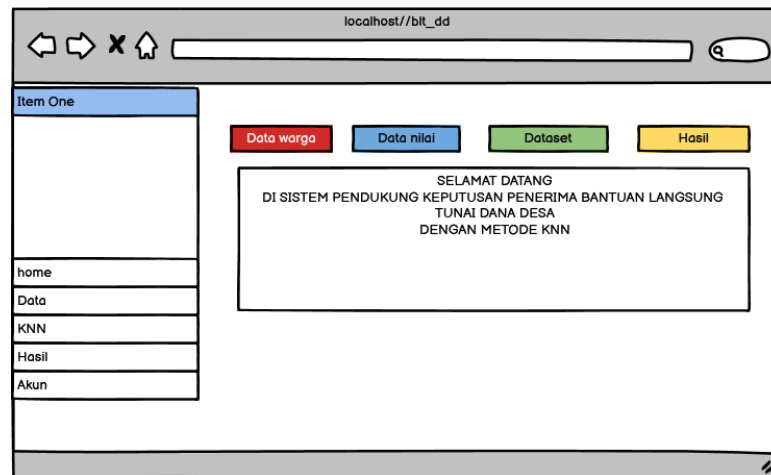 localhost//blt_dd
Item One
Data warga
Data nilai
Dataset
Hasil
SELAMAT DATANG
DI SISTEM PENDUKUNG KEPUTUSAN PENERIMA BANTUAN LANGSUNG
TUNAI DANA DESA
DENGAN METODE KNN
home
Data
KNN
Hasil
Akun